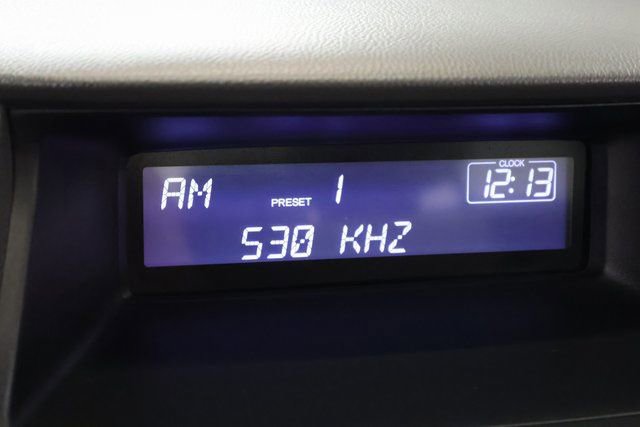 CLOCK
AM PRESET 1 12:13
530 KHZ